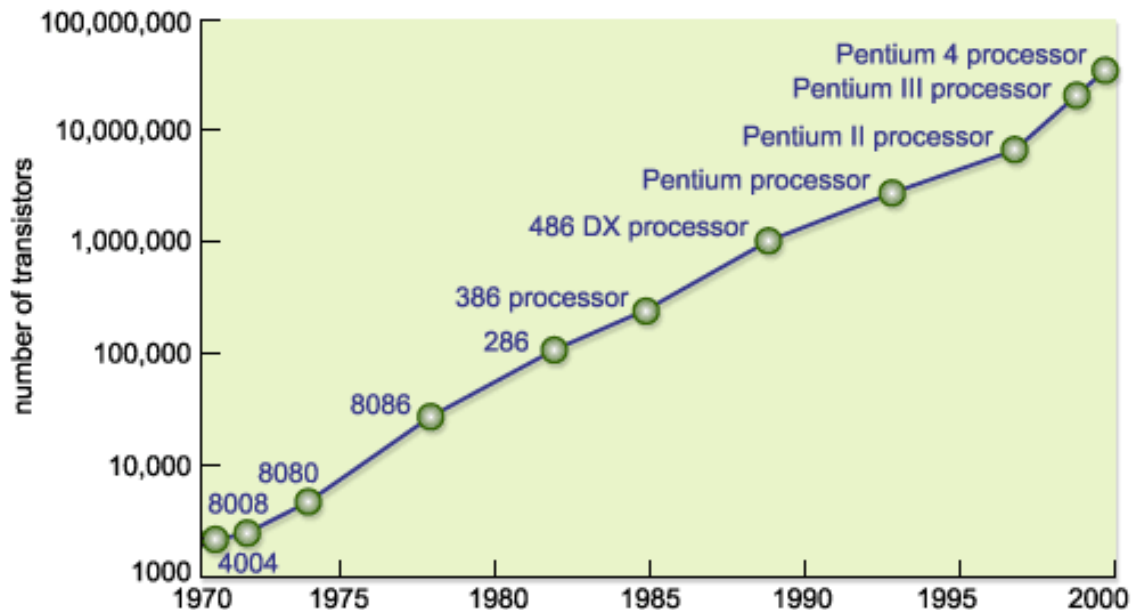 100,000,000
Pentium 4 processor
Pentium III processor
10,000,000
Pentium II processor
Pentium processor
486 DX processor
1,000,000
386 processor
286
100,000
8086
10,000
8080
8008
4004
1000
number of transistors
1970 1975 1980 1985 1990 1995 2000